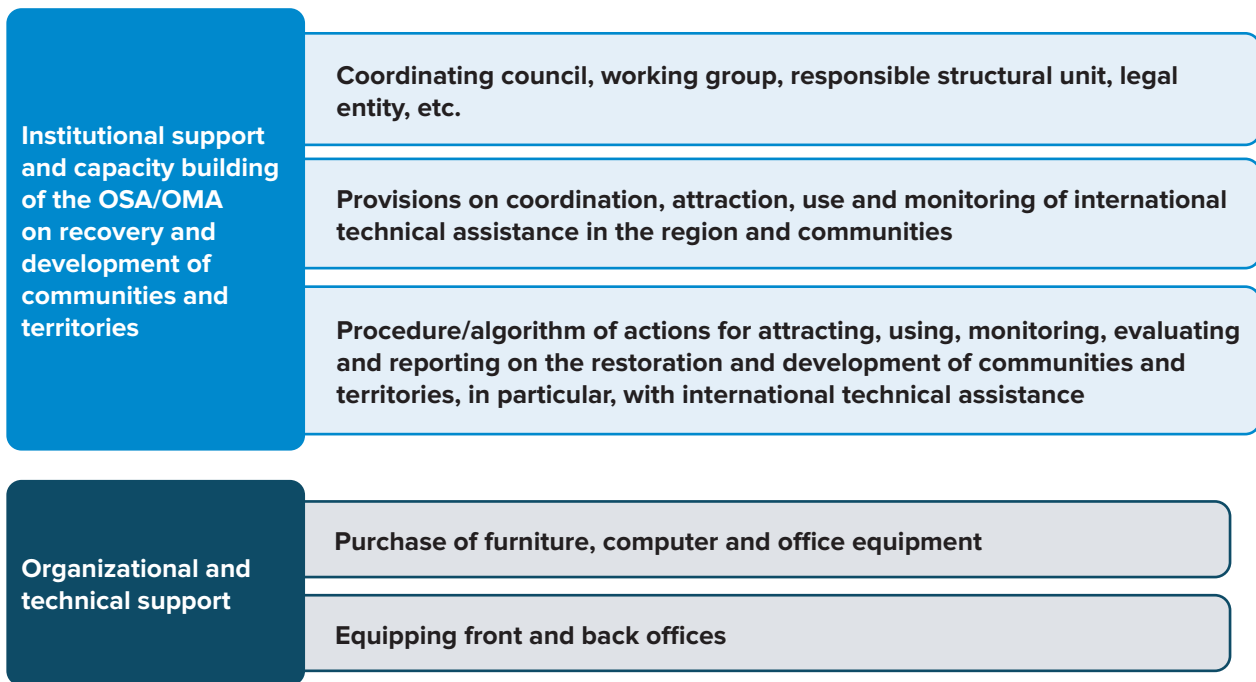 Institutional support
and capacity building
of the OSA/OMA
on recovery and
development of
communities and
territories
Coordinating council, working group, responsible structural unit, legal
entity, etc.
Provisions on coordination, attraction, use and monitoring of international
technical assistance in the region and communities
Procedure/algorithm of actions for attracting, using, monitoring, evaluating
and reporting on the restoration and development of communities and
territories, in particular, with international technical assistance
Organizational and
technical support
Purchase of furniture, computer and office equipment
Equipping front and back offices